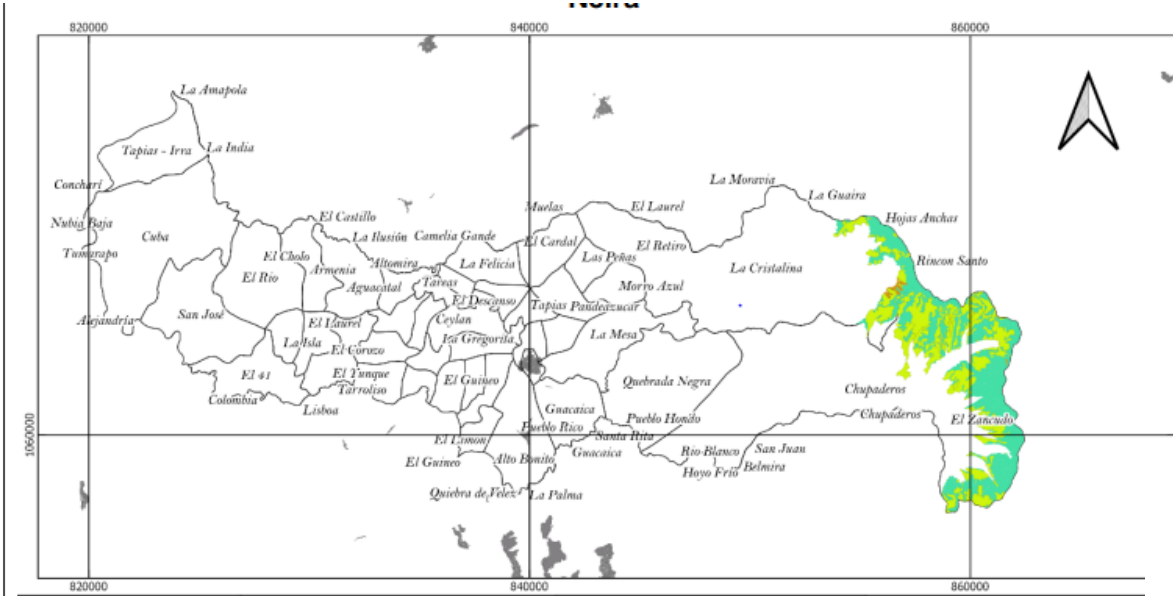 Neira
820000
840000
860000
La Amapola
Tapias - Irra
La India
Concharí
La Moravia
La Guaira
Nubia Baja
El Castillo
Muelas
El Laurel
Hojas Anchas
Cuba
La Ilusión
Camelia Gande
El Cardal
El Retiro
Tumarapo
El Cholo
Altomira
La Felicia
Las Peñas
Rincon Santo
El Rio
Armenia
Aguacatal
Tareas
Morro Azul
La Cristalina
El Descanso
Tapias
Pandeazucar
San José
Alejandría
El Laurel
Ceylan
La Mesa
La Isla
El Corozo
La Gregorila
El 41
El Yunque
El Guineo
Quebrada Negra
Tarroliso
Chupaderos
Colombia
Lisboa
Guacaica
Chupaderos
El Zancudo
Pueblo Rico
Pueblo Hondo
1060000
El Limon
Santa Rita
El Guineo
Alto Bonito
Guacaica
Rio Blanco
San Juan
Hoyo Frío
Belmira
Quiebra de Velez
La Palma
820000
840000
860000